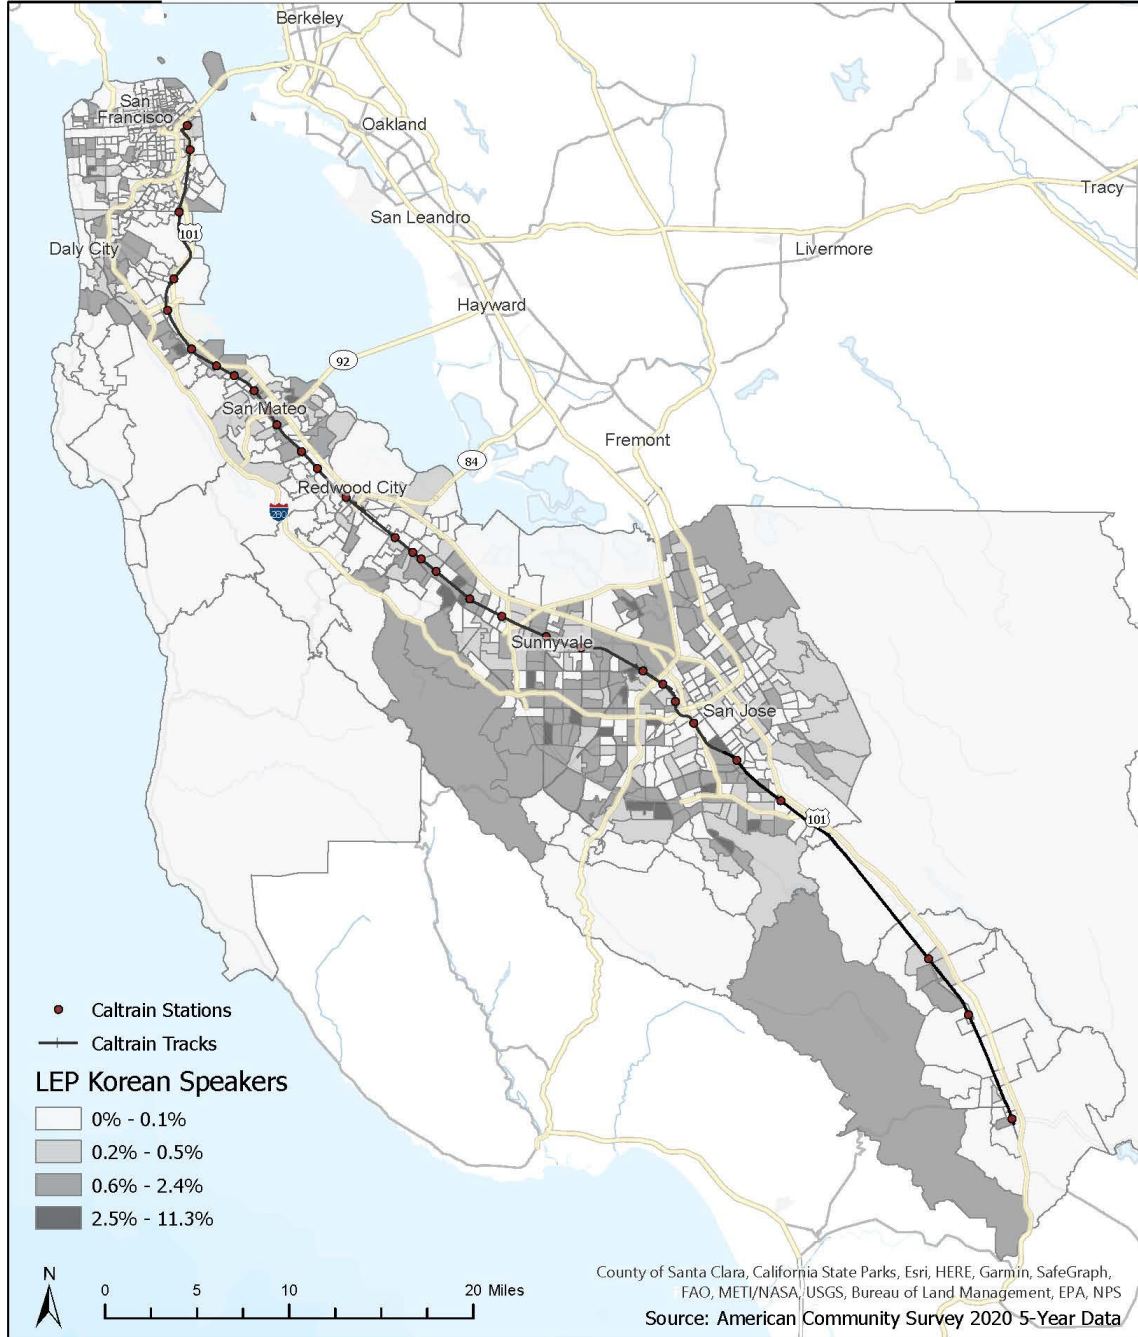 Berkeley
San
Francisco
Oakland
Tracy
San Leandro
101
Daly City
Livermore
Hayward
92
San Mateo
Fremont
84
Redwood City
280
Sunnyvale
San Jose
101
Caltrain Stations
Caltrain Tracks
LEP Korean Speakers
0% - 0.1%
0.2% - 0.5%
0.6% - 2.4%
2.5% - 11.3%
N
0 5 10 20 Miles
County of Santa Clara, California State Parks, Esri, HERE, Garmin, SafeGraph,
FAO, METI/NASA, USGS, Bureau of Land Management, EPA, NPS
Source: American Community Survey 2020 5-Year Data